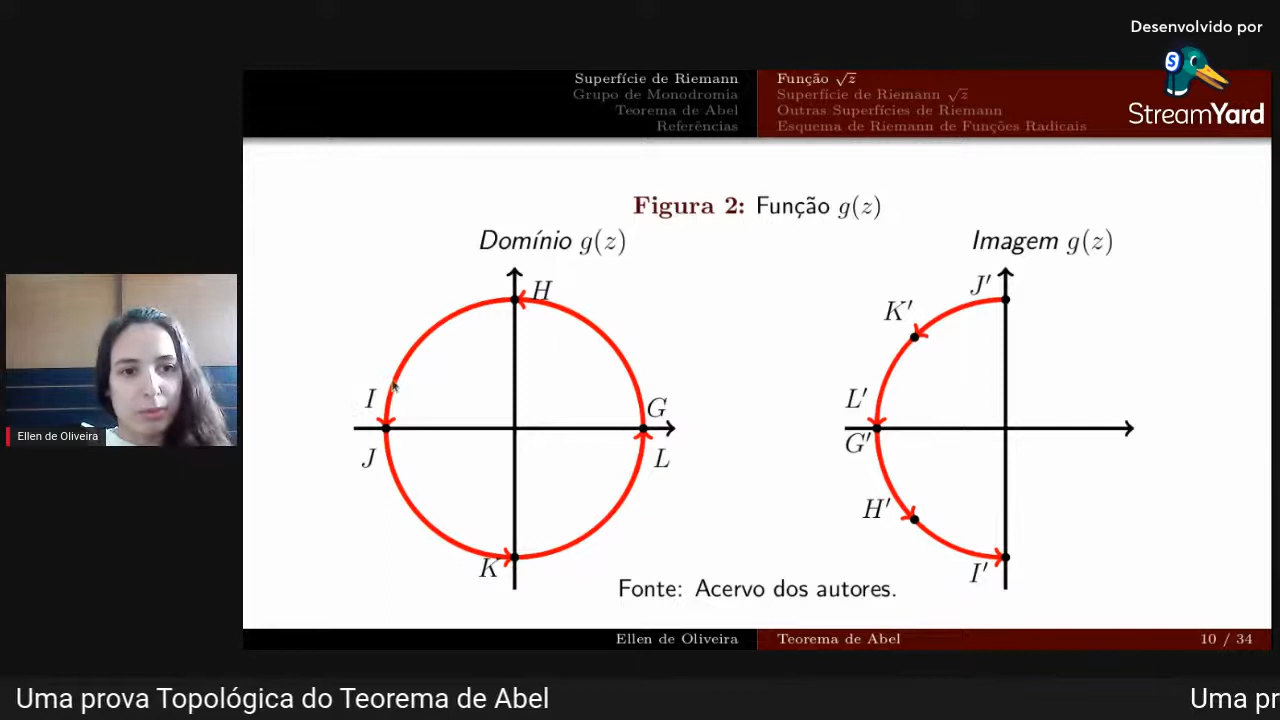 Desenvolvido por
StreamYard
Superfície de Riemann
Grupo de Monodromia
Teorema de Abel
Referências
Função √z
Superfície de Riemann √z
Outras Superfícies de Riemann
Esquema de Riemann de Funções Radicais
Figura 2: Função g(z)
Domínio g(z)
Imagem g(z)
H
I
G
J
L
K
J′
K′
L′
G′
H′
I′
Fonte: Acervo dos autores.
Ellen de Oliveira
Ellen de Oliveira
Teorema de Abel
10 / 34
Uma prova Topológica do Teorema de Abel
Uma pr